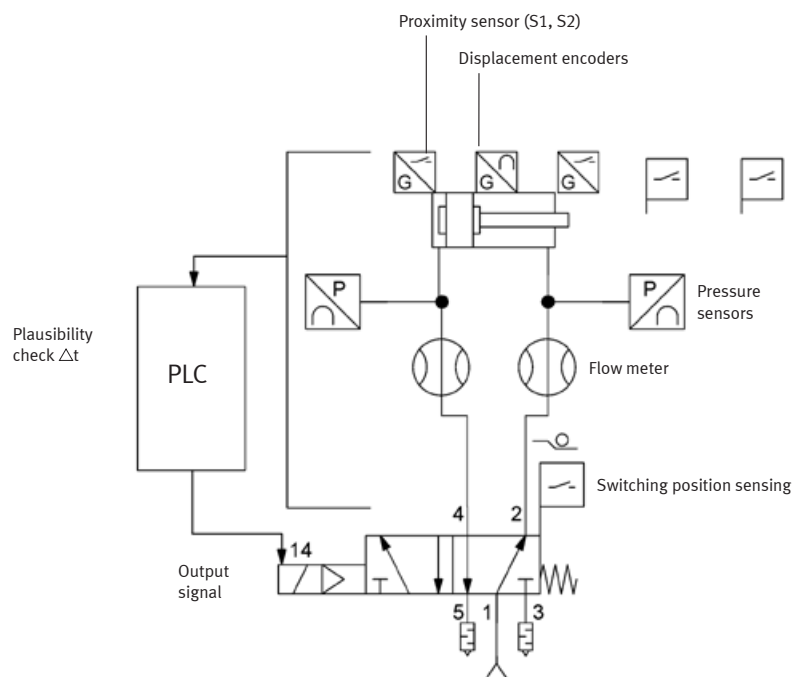 Proximity sensor (S1, S2)
Displacement encoders
G
G
G
P
P
Pressure
sensors
Plausibility
check △t
PLC
Flow meter
Switching position sensing
4
2
14
Output
signal
5
1
3